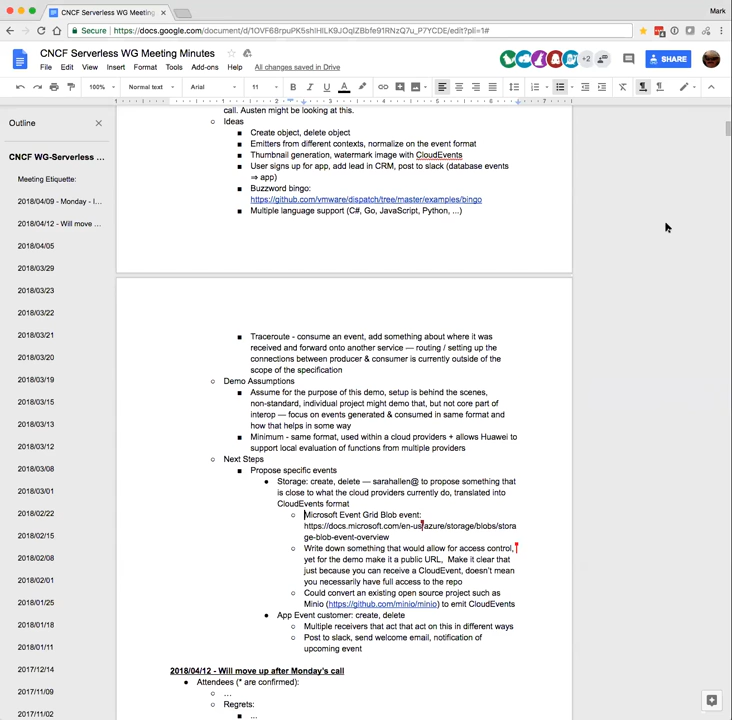 CNCF Serverless WG Meeting M
Mark
Secure
https://docs.google.com/document/d/1OVF68rpuPK5shlHILK9JOqlZBbfe91RNzQ7u_P7YCDE/edit?pli=1#
CNCF Serverless WG Meeting Minutes
File Edit View Insert Format Tools Add-ons Help All changes saved in Drive
+2
SHARE
100% Normal text Arial 11 B I U A
Outline
CNCF WG-Serverless ...
Meeting Etiquette:
2018/04/09 - Monday - I...
2018/04/12 - Will move ...
2018/04/05
2018/03/29
2018/03/23
2018/03/22
2018/03/21
2018/03/20
2018/03/19
2018/03/15
2018/03/13
2018/03/12
2018/03/08
2018/03/01
2018/02/22
2018/02/15
2018/02/08
2018/02/01
2018/01/25
2018/01/18
2018/01/11
2017/12/14
2017/11/09
2017/11/02
call. Austen might be looking at this.
Ideas
Create object, delete object
Emitters from different contexts, normalize on the event format
Thumbnail generation, watermark image with CloudEvents
User signs up for app, add lead in CRM, post to slack (database events
⇒ app)
Buzzword bingo:
https://github.com/vmware/dispatch/tree/master/examples/bingo
Multiple language support (C#, Go, JavaScript, Python, ...)
Traceroute - consume an event, add something about where it was
received and forward onto another service — routing / setting up the
connections between producer & consumer is currently outside of the
scope of the specification
Demo Assumptions
Assume for the purpose of this demo, setup is behind the scenes,
non-standard, individual project might demo that, but not core part of
interop — focus on events generated & consumed in same format and
how that helps in some way
Minimum - same format, used within a cloud providers + allows Huawei to
support local evaluation of functions from multiple providers
Next Steps
Propose specific events
Storage: create, delete — sarahallen@ to propose something that
is close to what the cloud providers currently do, translated into
CloudEvents format
Microsoft Event Grid Blob event:
https://docs.microsoft.com/en-us/azure/storage/blobs/stora
ge-blob-event-overview
Write down something that would allow for access control,
yet for the demo make it a public URL, Make it clear that
just because you can receive a CloudEvent, doesn't mean
you necessarily have full access to the repo
Could convert an existing open source project such as
Minio (https://github.com/minio/minio) to emit CloudEvents
App Event customer: create, delete
Multiple receivers that act that act on this in different ways
Post to slack, send welcome email, notification of
upcoming event
2018/04/12 - Will move up after Monday's call
Attendees (* are confirmed):
...
Regrets:
...